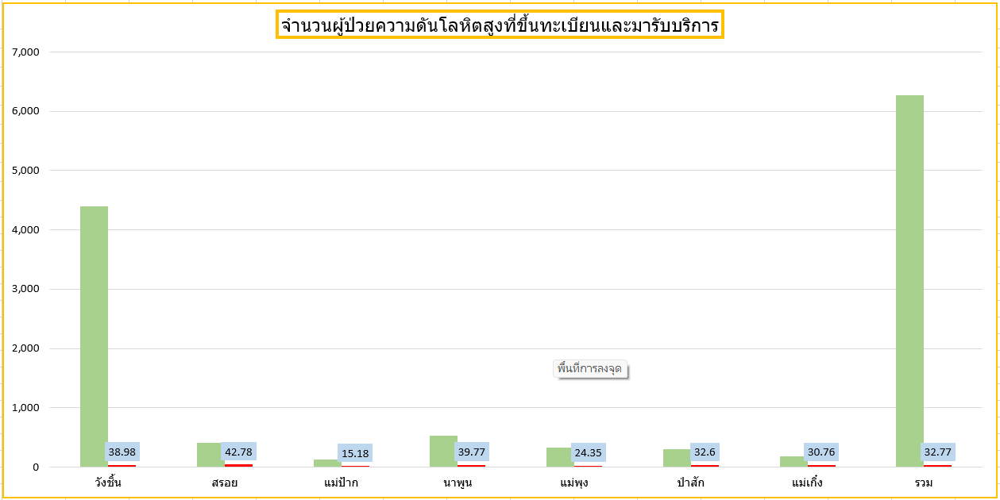 จำนวนผู้ป่วยความดันโลหิตสูงที่ขึ้นทะเบียนและมารับบริการ
7,000
6,000
5,000
4,000
3,000
2,000
พื้นที่การลงจุด
1,000
38.98 42.78 15.18 39.77 24.35 32.6 30.76 32.77
0
วังชิ้น สรอย แม่ป้าก นาพูน แม่พุง ป่าสัก แม่เกิ๋ง รวม